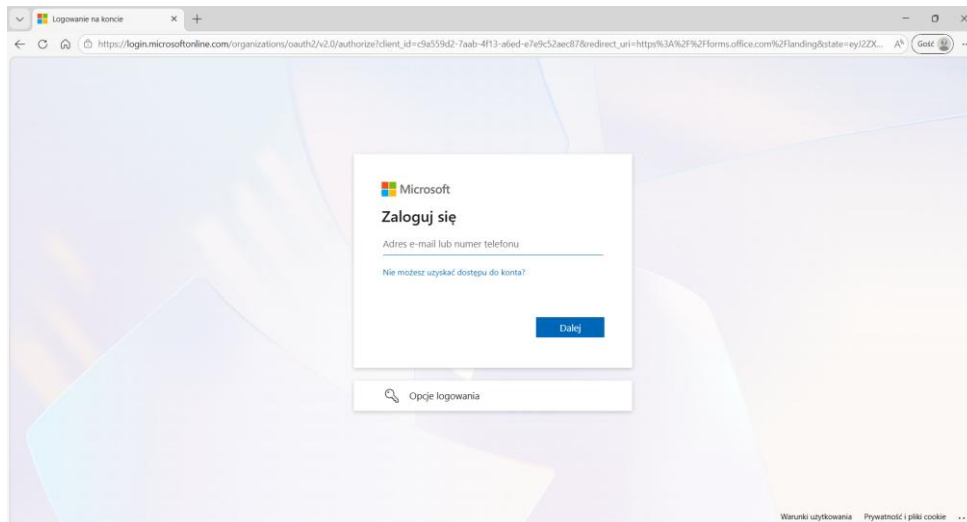 Logowanie na koncie
https://login.microsoftonline.com/organizations/oauth2/v2.0/authorize?client_id=c9a559d2-7aab-4f13-a6ed-e7e9c52aec87&redirect_uri=https%3A%2F%2Fforms.office.com%2Flanding&state=eyJ2ZX...
Gość
Microsoft
Zaloguj się
Adres e-mail lub numer telefonu
Nie możesz uzyskać dostępu do konta?
Dalej
Opcje logowania
Warunki użytkowania Prywatność i pliki cookie ...